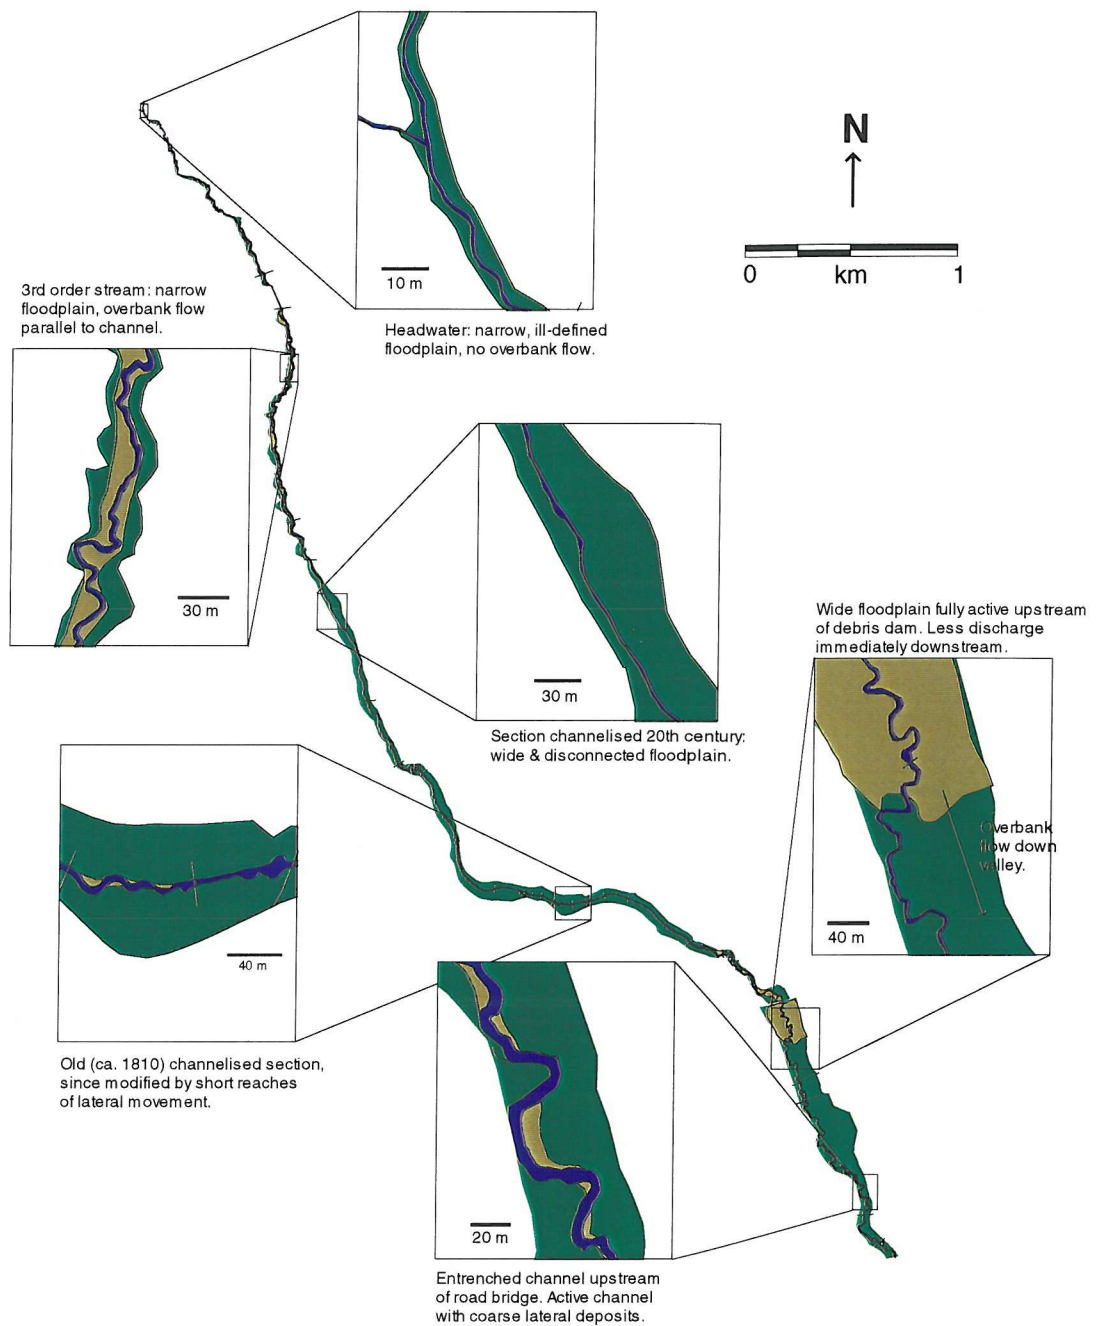 N
0 km 1
10 m
Headwater: narrow, ill-defined
floodplain, no overbank flow.
3rd order stream: narrow
floodplain, overbank flow
parallel to channel.
30 m
30 m
Section channelised 20th century:
wide & disconnected floodplain.
Wide floodplain fully active upstream
of debris dam. Less discharge
immediately downstream.
Overbank
flow down
valley.
40 m
40 m
Old (ca. 1810) channelised section,
since modified by short reaches
of lateral movement.
20 m
Entrenched channel upstream
of road bridge. Active channel
with coarse lateral deposits.